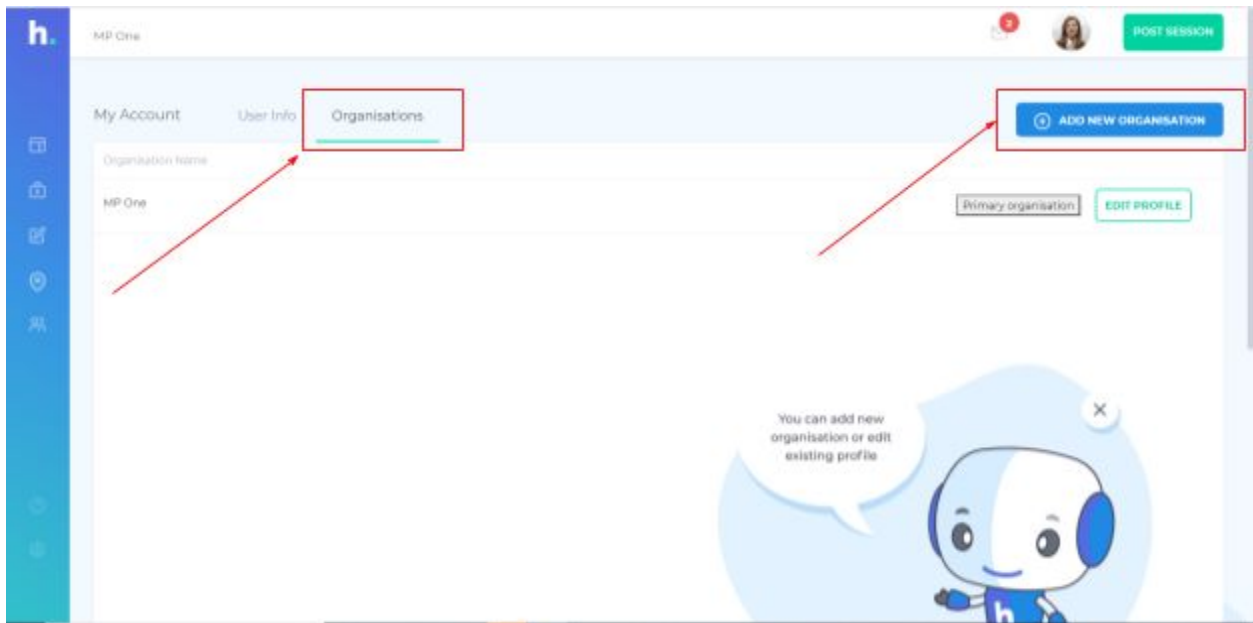 h.
MP One
3
POST SESSION
My Account
User Info
Organisations
ADD NEW ORGANISATION
Organisation Name
MP One
Primary organisation
EDIT PROFILE
You can add new
organisation or edit
existing profile
h